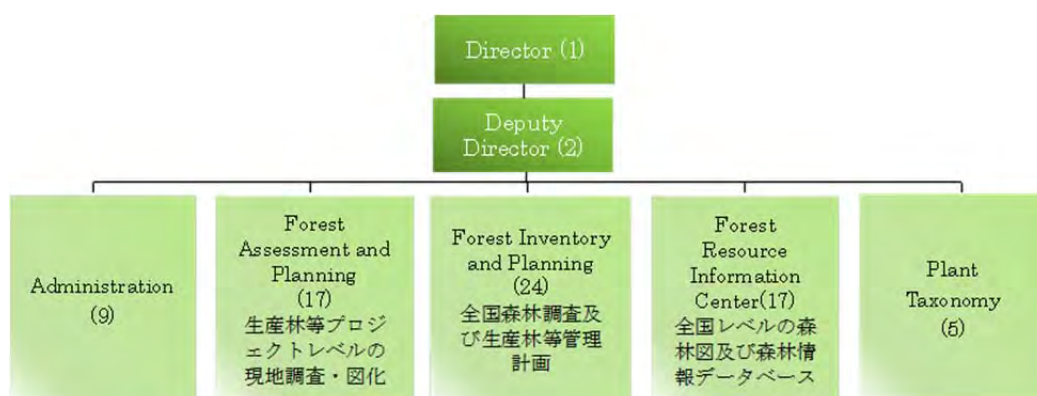 Director (1)
Deputy
Director (2)
Administration
(9)
Forest
Assessment and
Planning
(17)
生産林等プロジ
ェクトレベルの
現地調査・図化
Forest Inventory
and Planning
(24)
全国森林調査及
び生産林等管理
計画
Forest
Resource
Information
Center(17)
全国レベルの森
林図及び森林情
報データベース
Plant
Taxonomy
(5)